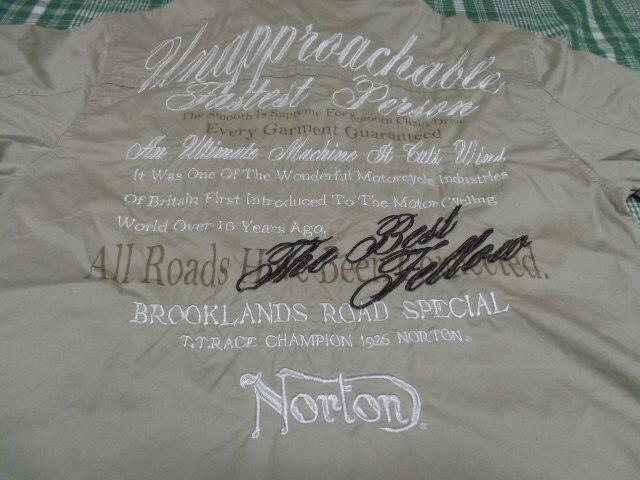 Unapproachable
Fastest Person
The Smooth Is Supreme For Smooth Chain Drive
Every Garment Guaranteed
An Ultimate Machine It Cuts Wind
It Was One Of The Wonderful Motorcycle Industries
Of Britain First Introduced To The Motor Cycling
World Over 10 Years Ago,
All Roads Been
The Best
Fellow
BROOKLANDS ROAD SPECIAL
T.T.RACE CHAMPION 1926 NORTON.
Norton®